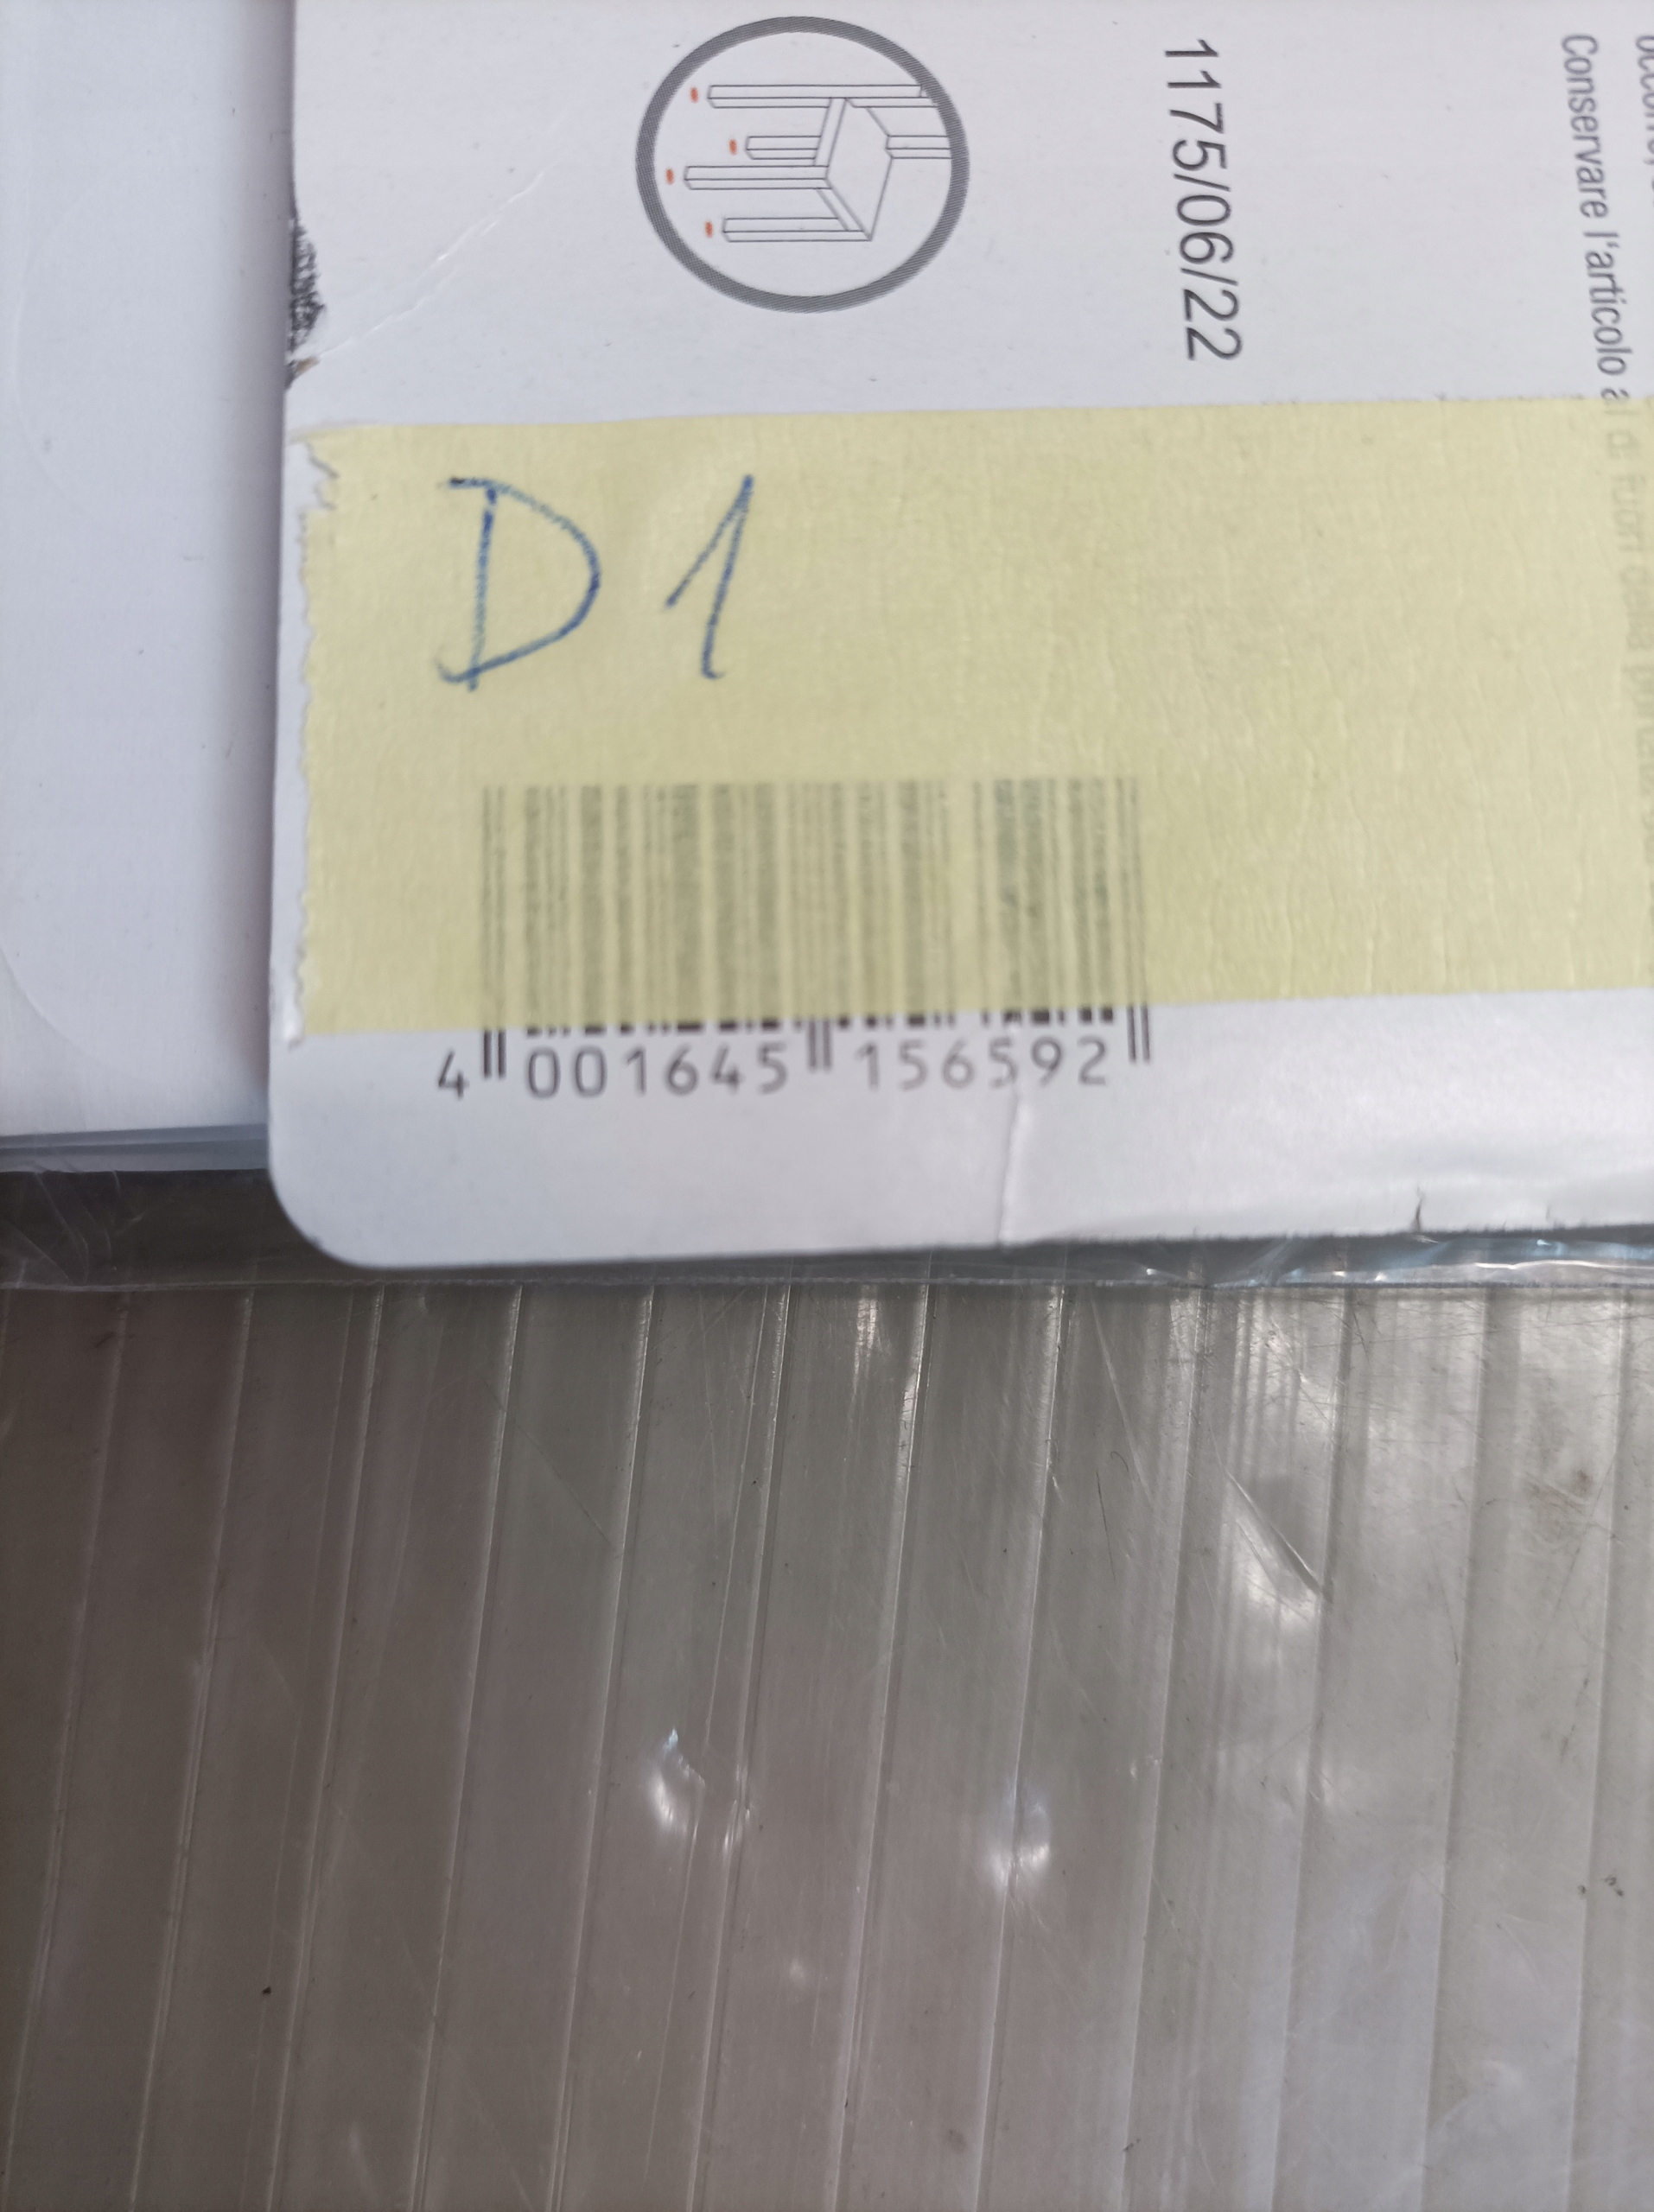 1175/06/22
Conservare l'articolo al di fuori della portata
D1
4 001645 156592